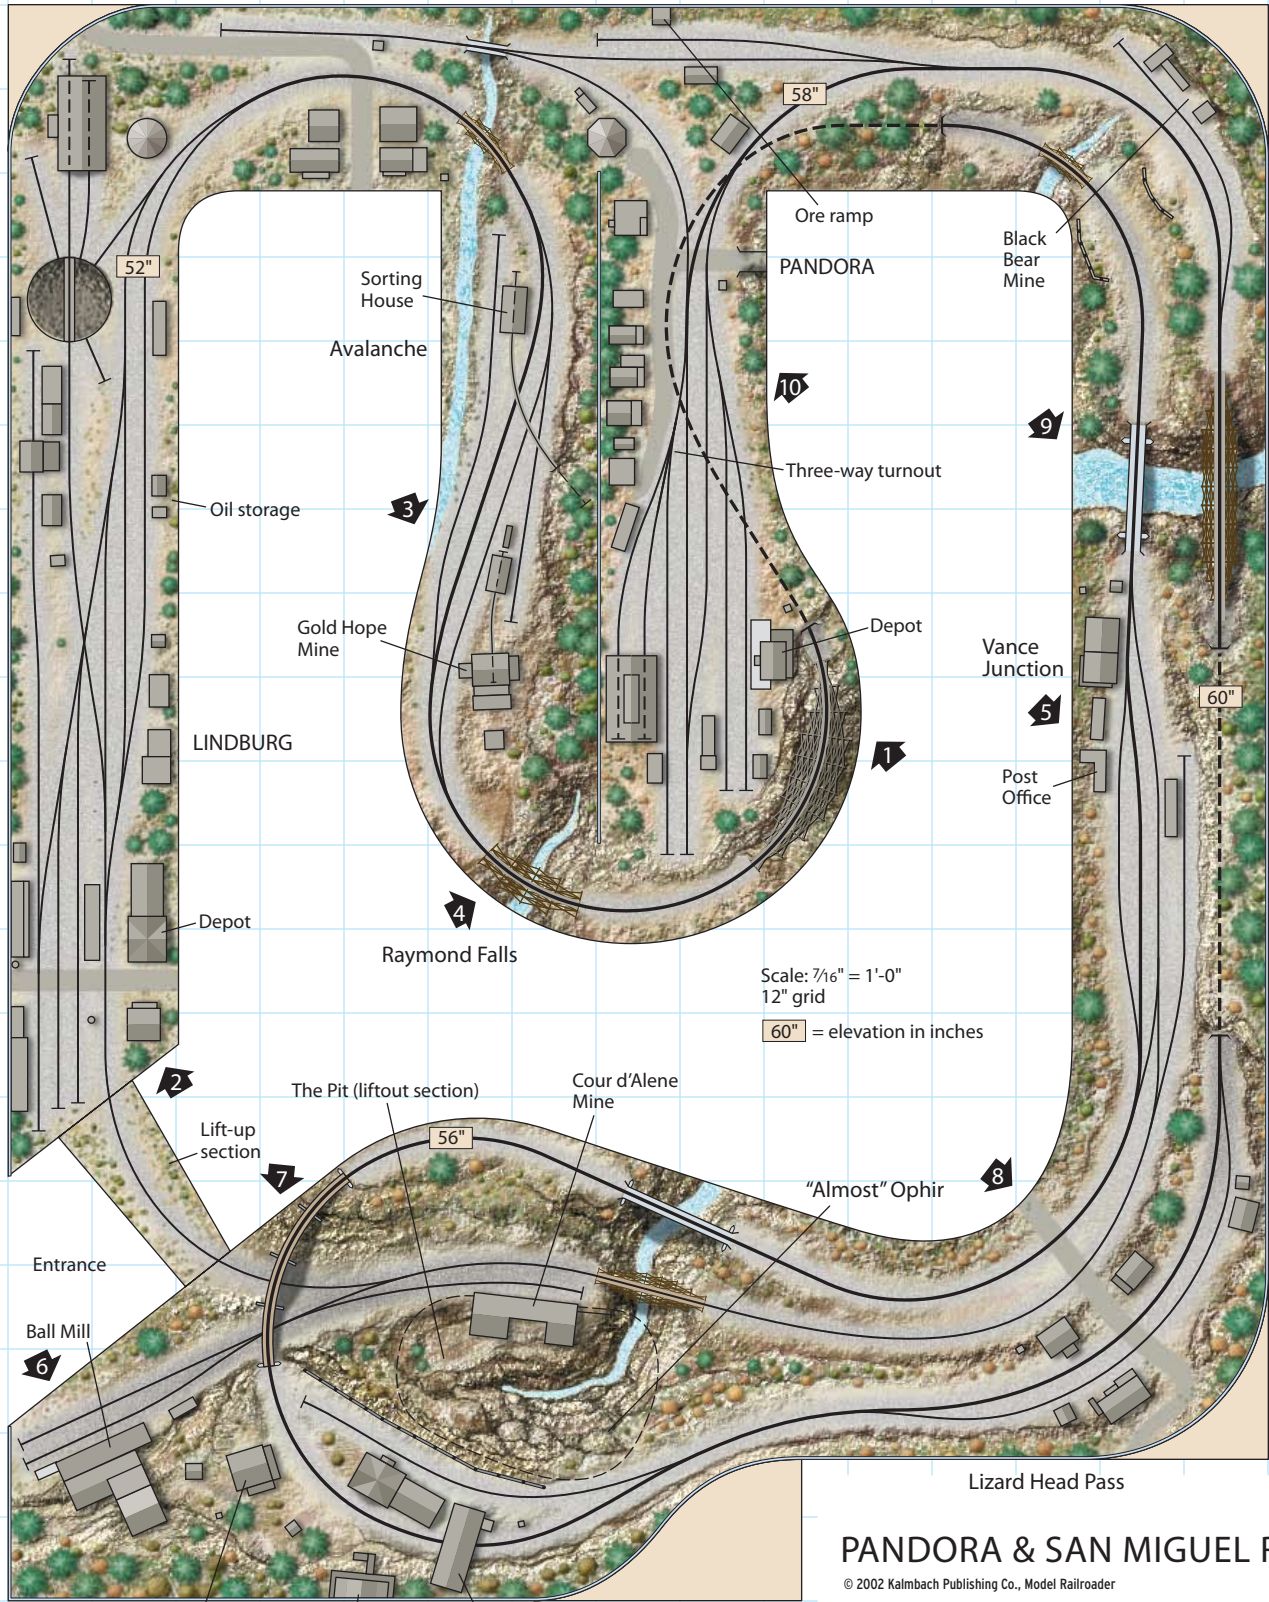 58"
Ore ramp
Black
Bear
Mine
PANDORA
52"
Sorting
House
Avalanche
10
9
Three-way turnout
3
Oil storage
Gold Hope
Mine
Depot
Vance
Junction
60"
5
LINDBURG
1
Post
Office
Depot
4
Raymond Falls
Scale: 7/16" = 1'-0"
12" grid
60" = elevation in inches
2
The Pit (liftout section)
Cour d'Alene
Mine
Lift-up
section
56"
7
8
"Almost" Ophir
Entrance
Ball Mill
6
Lizard Head Pass
PANDORA & SAN MIGUEL
© 2002 Kalmbach Publishing Co., Model Railroader